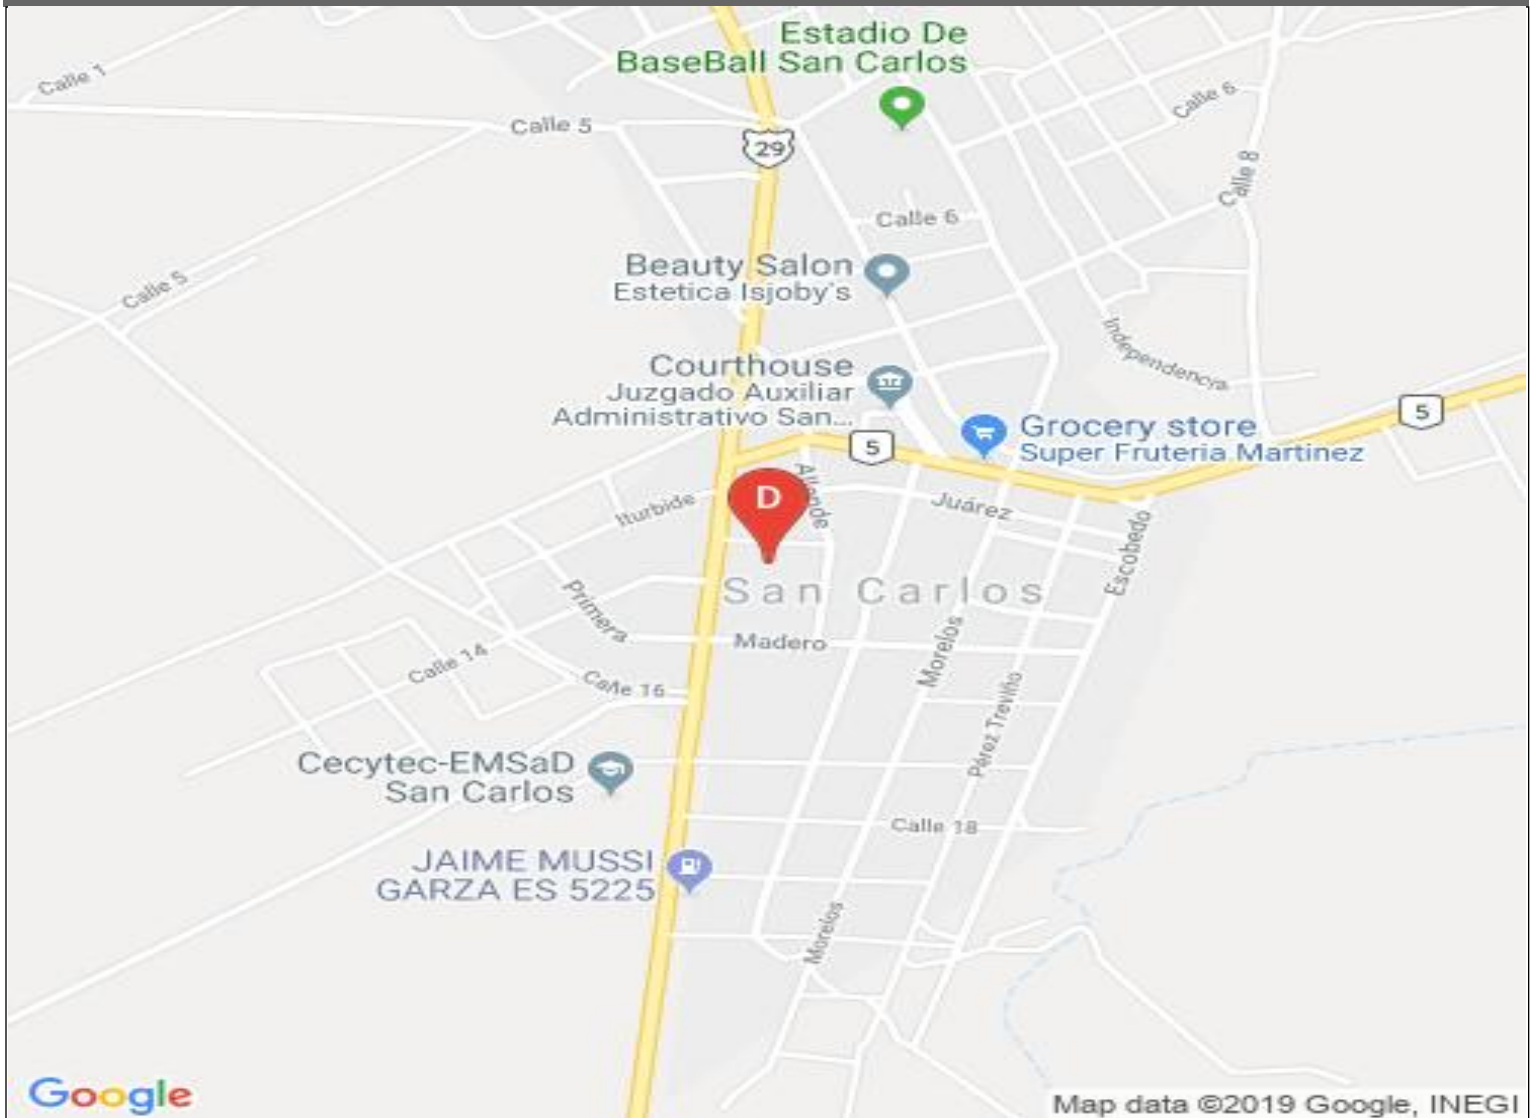 Estadio De
BaseBall San Carlos
Calle 1
Calle 6
Calle 5
29
Calle 8
Calle 6
Beauty Salon
Estetica Isjoby's
Calle 5
Independencia
Courthouse
Juzgado Auxiliar
Administrativo San...
5
Grocery store
Super Fruteria Martinez
5
Allende
D
Iturbide
Juárez
Escobedo
San Carlos
Primera
Madero
Morelos
Calle 14
Calle 16
Pérez Treviño
Cecytec-EMSaD
San Carlos
Calle 18
JAIME MUSSI
GARZA ES 5225
Morelos
Google
Map data ©2019 Google, INEGI